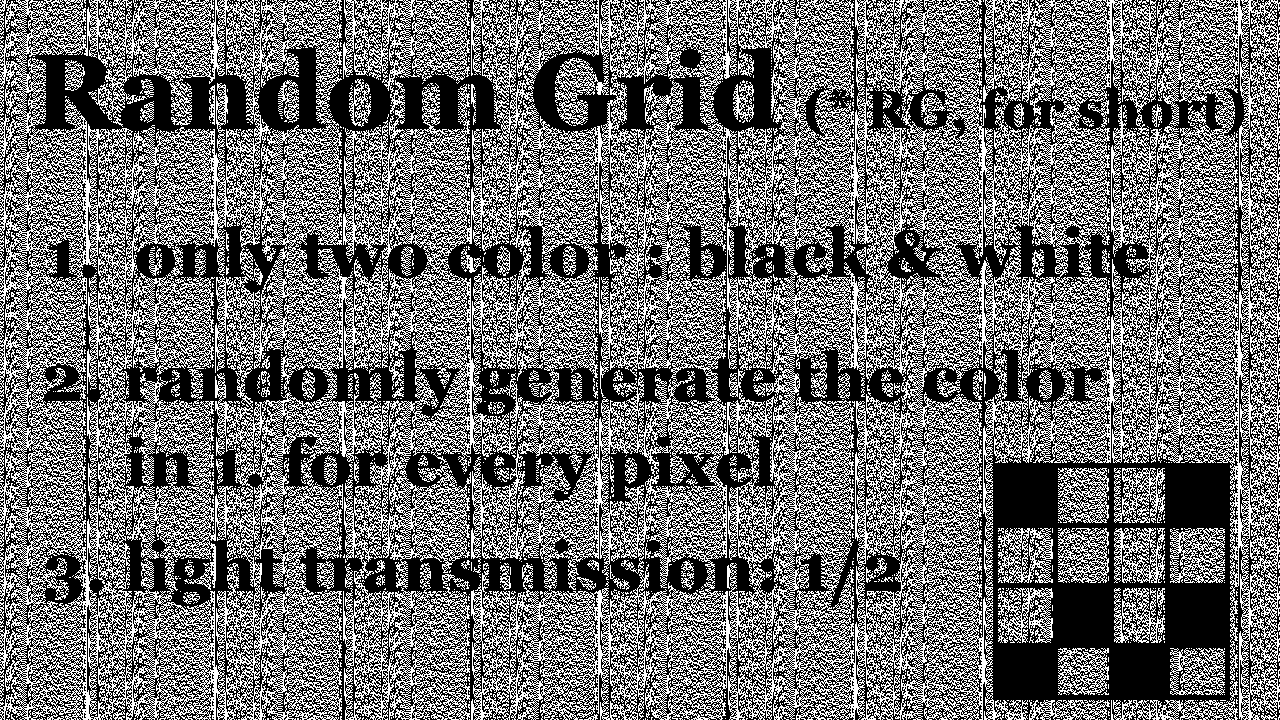 Random Grid (* RG, for short)
1. only two color : black & white
2. randomly generate the color
in 1. for every pixel
3. light transmission: 1/2